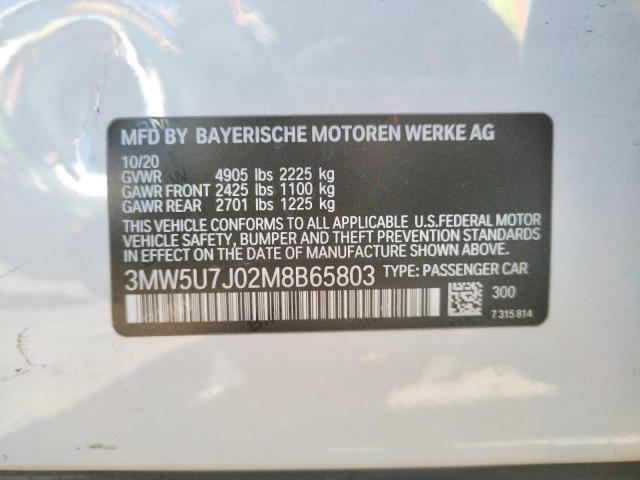 MFD BY BAYERISCHE MOTOREN WERKE AG
10/20
GVWR 4905 lbs 2225 kg
GAWR FRONT 2425 lbs 1100 kg
GAWR REAR 2701 lbs 1225 kg
THIS VEHICLE CONFORMS TO ALL APPLICABLE U.S.FEDERAL MOTOR
VEHICLE SAFETY, BUMPER AND THEFT PREVENTION STANDARDS
IN EFFECT ON THE DATE OF MANUFACTURE SHOWN ABOVE.
3MW5U7J02M8B65803 TYPE: PASSENGER CAR
300
7 315 814